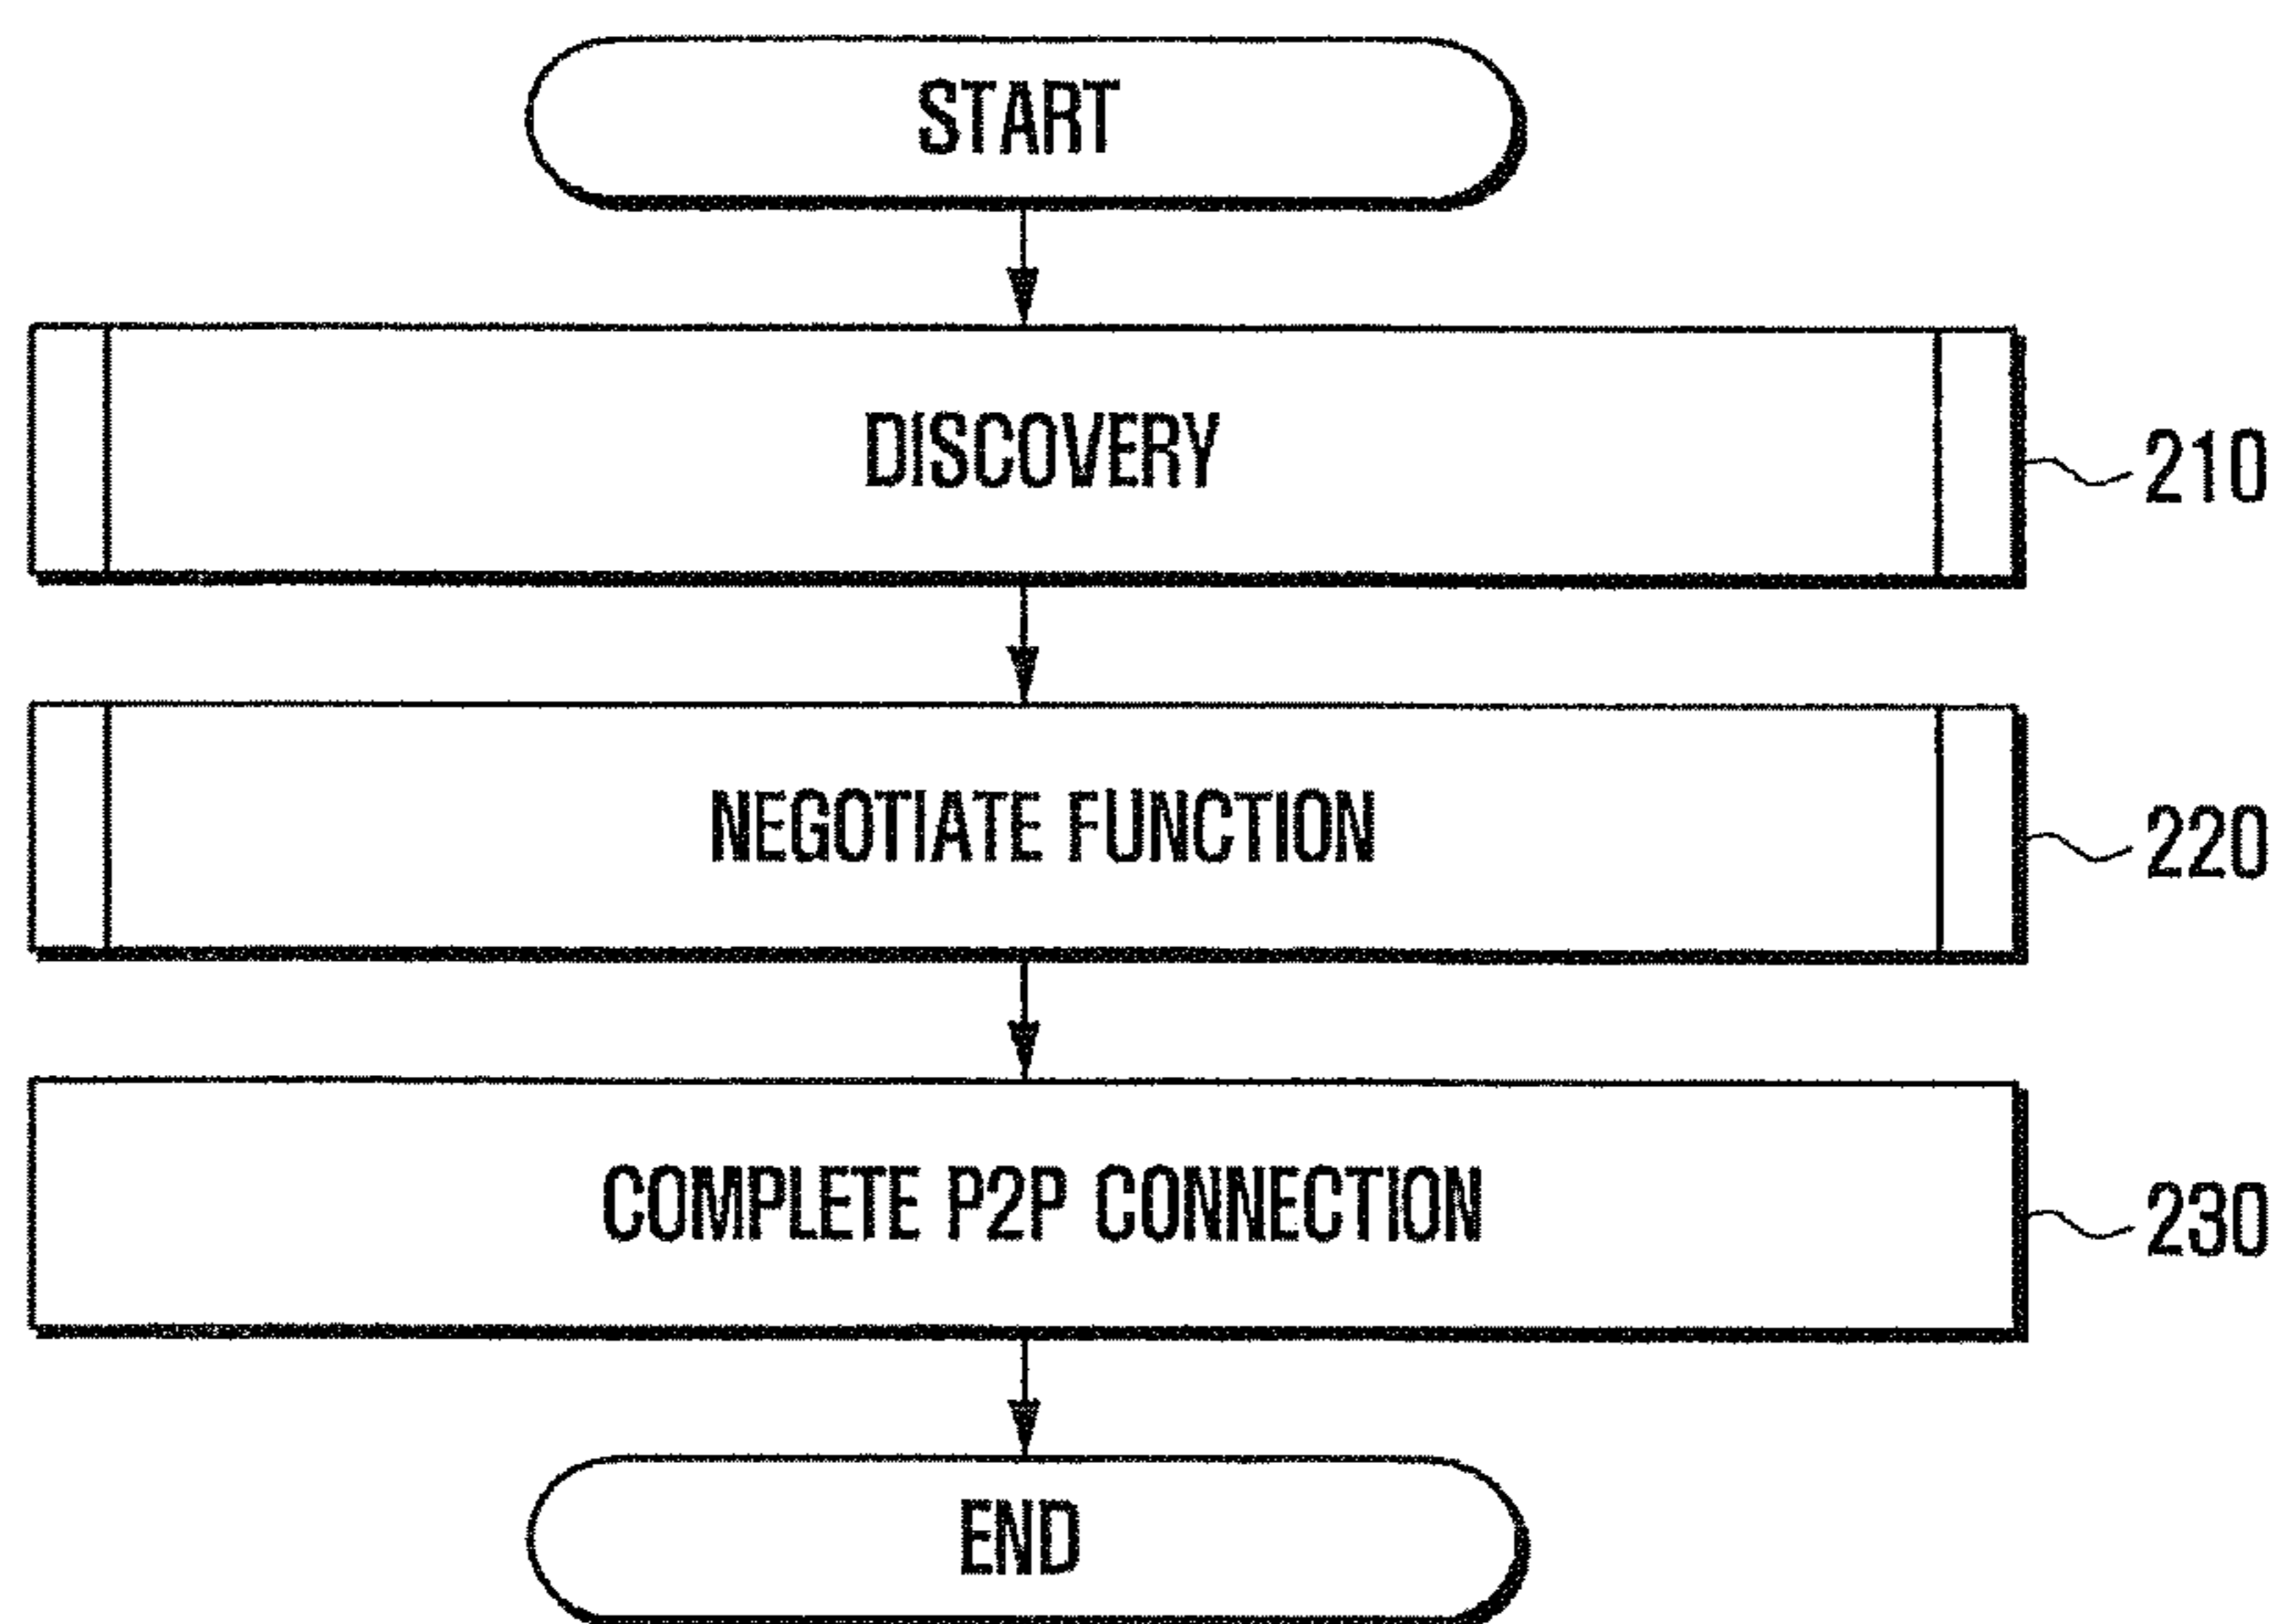 START
DISCOVERY
210
NEGOTIATE FUNCTION
220
COMPLETE P2P CONNECTION
230
END